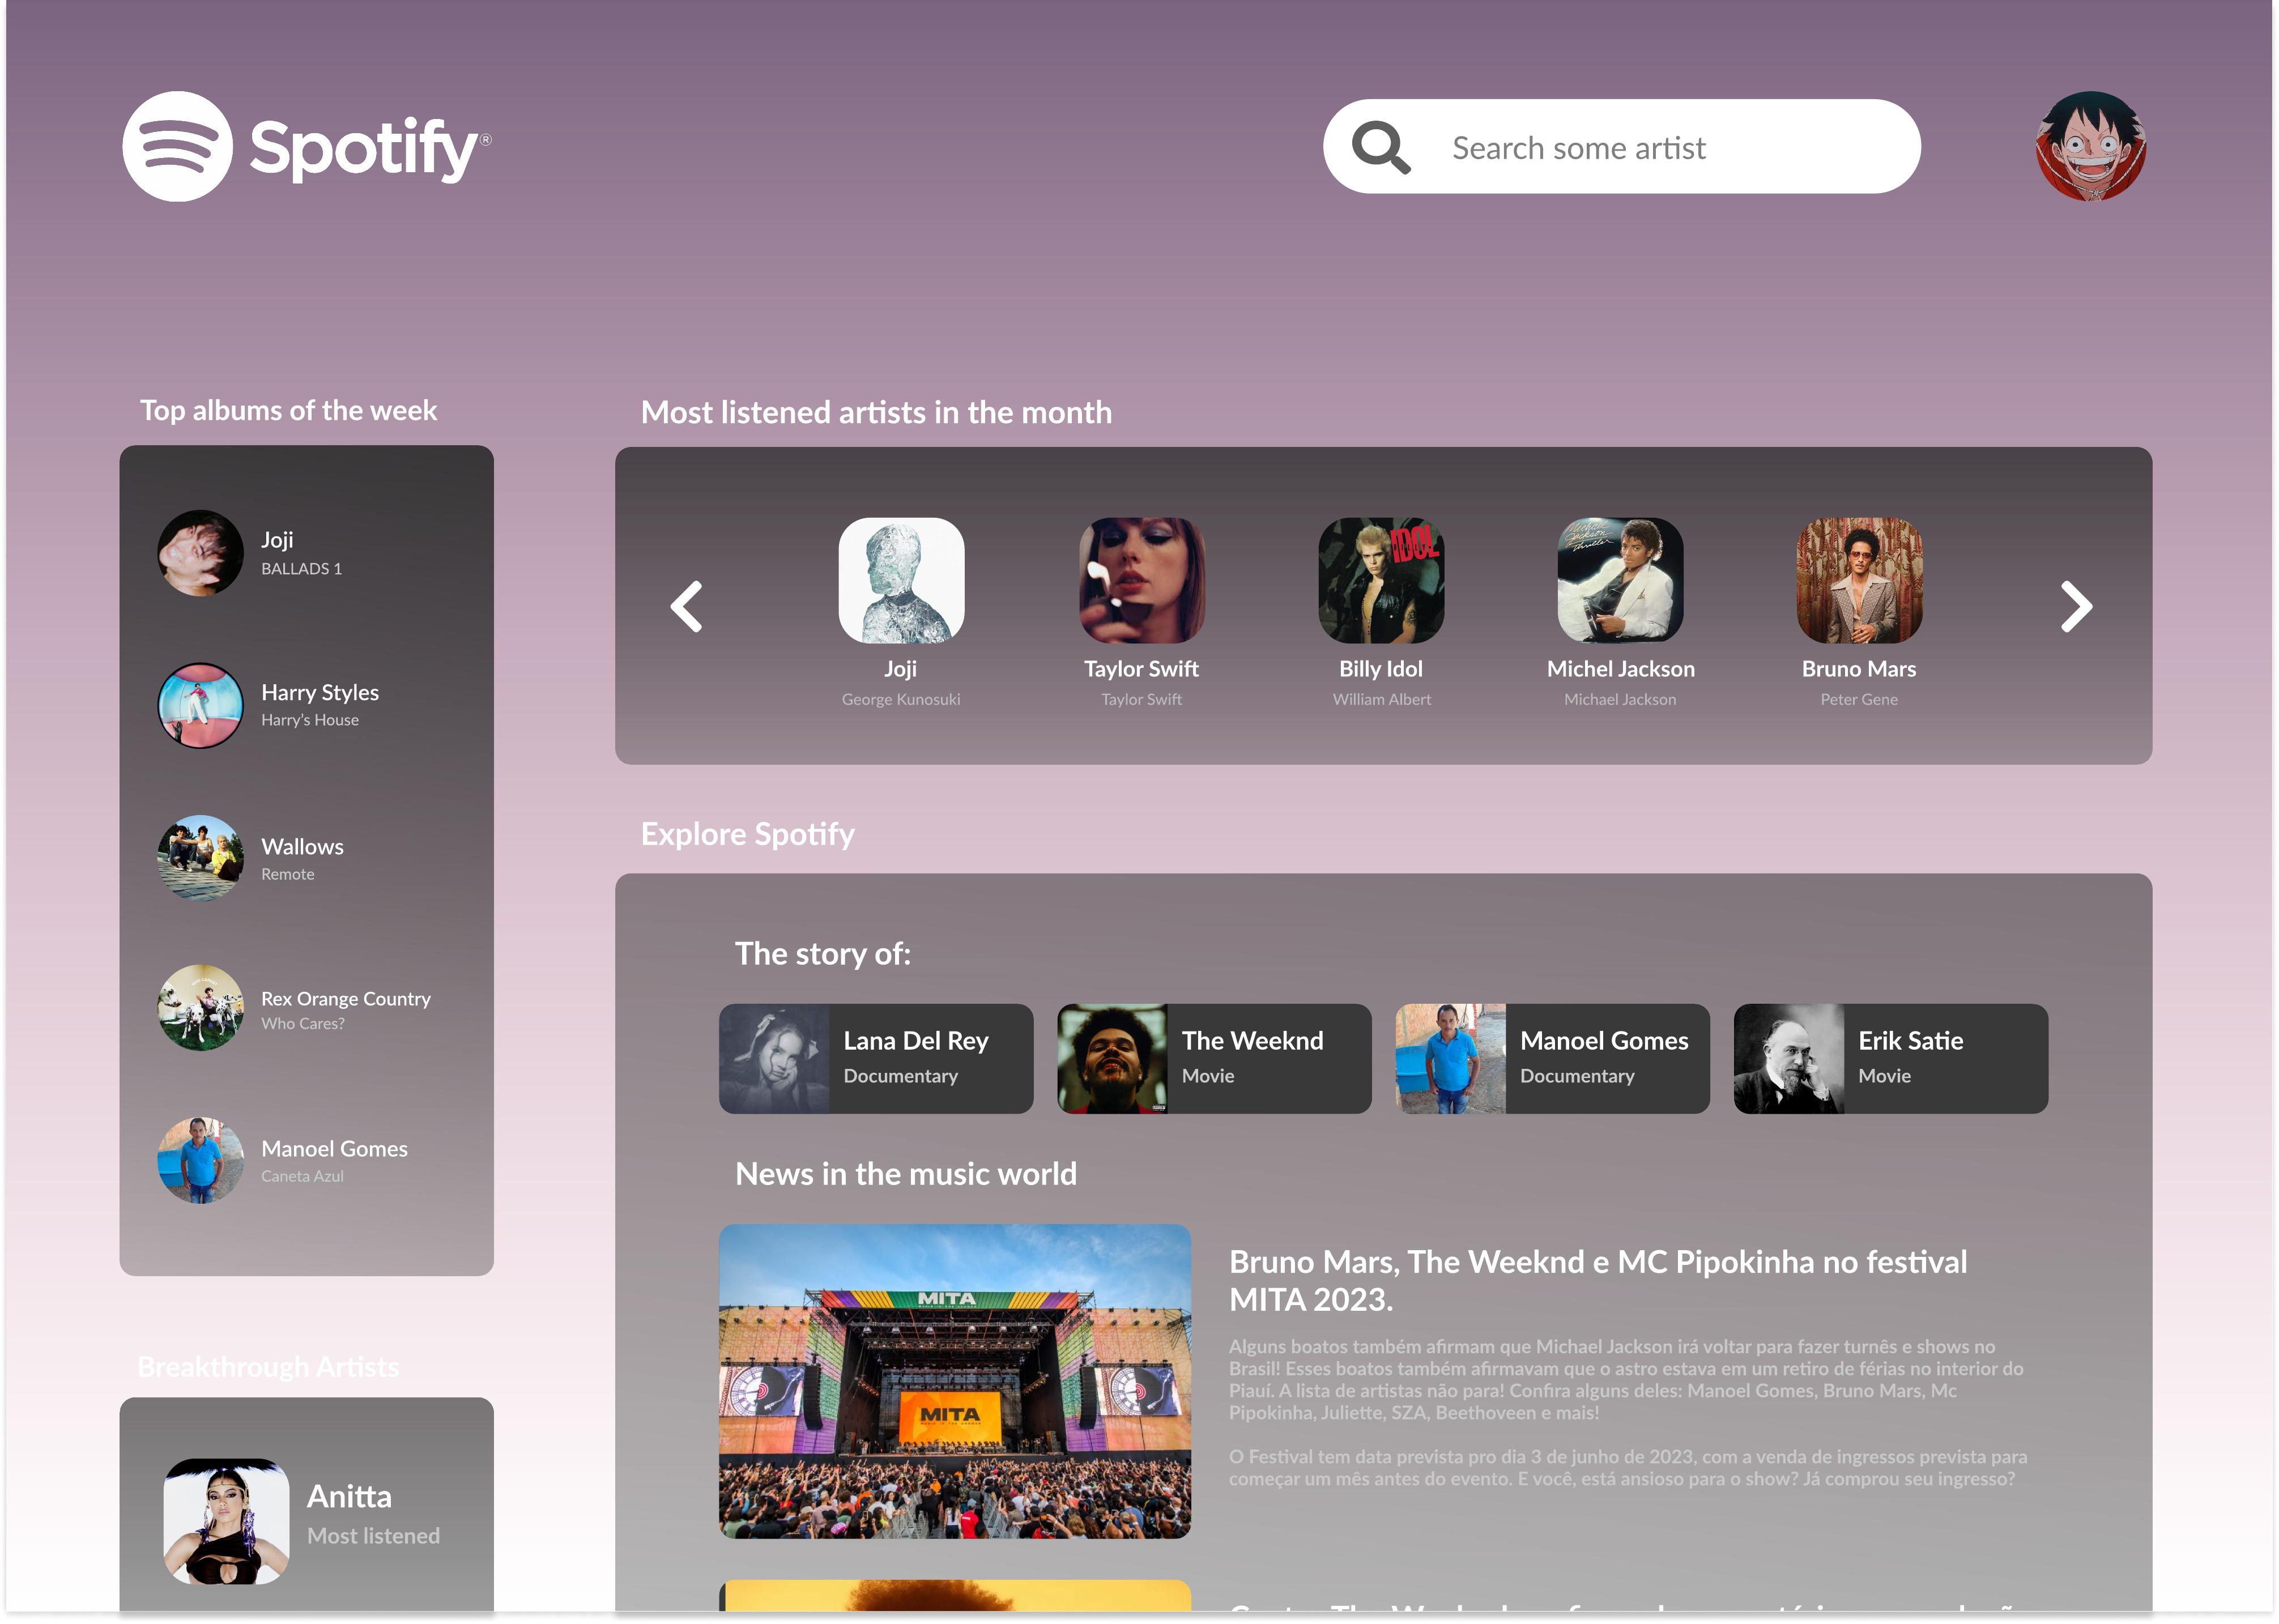 Spotify®
Search some artist
Top albums of the week
Joji
BALLADS 1
Harry Styles
Harry's House
Wallows
Remote
Rex Orange Country
Who Cares?
Manoel Gomes
Caneta Azul
Breakthrough Artists
Anitta
Most listened
Most listened artists in the month
IDOL
Michael
Jackson
Thriller
Joji
Taylor Swift
Billy Idol
Michel Jackson
Bruno Mars
George Kunosuki
Taylor Swift
William Albert
Michael Jackson
Peter Gene
Explore Spotify
The story of:
Lana Del Rey
Documentary
The Weeknd
Movie
Manoel Gomes
Documentary
Erik Satie
Movie
News in the music world
MITA
MITA
Bruno Mars, The Weeknd e MC Pipokinha no festival
MITA 2023.
Alguns boatos também afirmam que Michael Jackson irá voltar para fazer turnês e shows no
Brasil! Esses boatos também afirmavam que o astro estava em um retiro de férias no interior do
Piauí. A lista de artistas não para! Confira alguns deles: Manoel Gomes, Bruno Mars, Mc
Pipokinha, Juliette, SZA, Beethoveen e mais!
O Festival tem data prevista pro dia 3 de junho de 2023, com a venda de ingressos prevista para
começar um mês antes do evento. E você, está ansioso para o show? Já comprou seu ingresso?